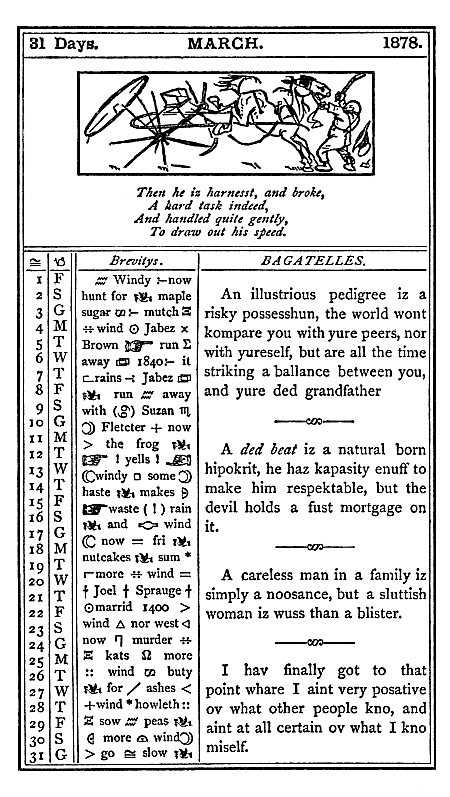 31 Days. MARCH. 1878.
Then he iz harnesst, and broke,
A hard task indeed,
And handled quite gently,
To draw out his speed.
Brevitys.
1 F
2 S
3 G
4 M
5 T
6 W
7 T
8 F
9 S
10 G
11 M
12 T
13 W
14 T
15 F
16 S
17 G
18 M
19 T
20 W
21 T
22 F
23 S
24 G
25 M
26 T
27 W
28 T
29 F
30 S
31 G
Windy :–now
hunt for maple
sugar :– mutch
wind ⊙ Jabez ×
Brown run Σ
away 1840:– it
rains –: Jabez
run away
with Suzan ♏
Fletcter + now
> the frog
! yells !
windy □ some
haste makes
waste ( ! ) rain
and wind
now = fri
nutcakes sum *
more ÷ wind =
† Joel † Sprauge †
⊙marrid 1400 >
wind △ nor west
now murder
kats Ω more
:: wind buty
for / ashes <
+wind * howleth ::
sow peas
more wind
> go ≅ slow
BAGATELLES.
An illustrious pedigree iz a
risky possesshun, the world wont
kompare you with yure peers, nor
with yureself, but are all the time
striking a ballance between you,
and yure ded grandfather
A ded beat iz a natural born
hipokrit, he haz kapasity enuff to
make him respektable, but the
devil holds a fust mortgage on
it.
A careless man in a family iz
simply a noosance, but a sluttish
woman iz wuss than a blister.
I hav finally got to that
point whare I aint very posative
ov what other people kno, and
aint at all certain ov what I kno
miself.